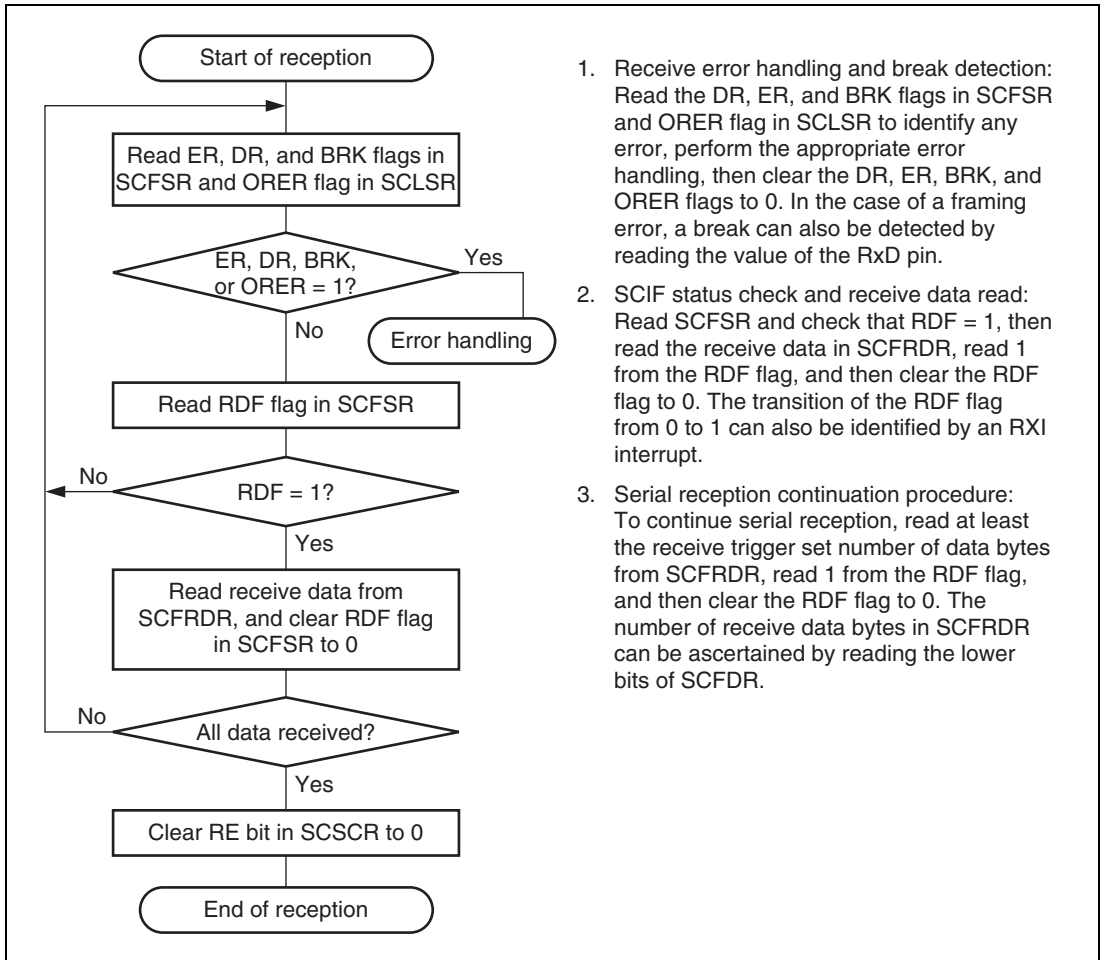 Start of reception
Read ER, DR, and BRK flags in
SCFSR and ORER flag in SCLSR
ER, DR, BRK,
or ORER = 1?
Yes
No
Error handling
Read RDF flag in SCFSR
No
RDF = 1?
Yes
Read receive data from
SCFRDR, and clear RDF flag
in SCFSR to 0
No
All data received?
Yes
Clear RE bit in SCSCR to 0
End of reception
1. Receive error handling and break detection:
Read the DR, ER, and BRK flags in SCFSR
and ORER flag in SCLSR to identify any
error, perform the appropriate error
handling, then clear the DR, ER, BRK, and
ORER flags to 0. In the case of a framing
error, a break can also be detected by
reading the value of the RxD pin.
2. SCIF status check and receive data read:
Read SCFSR and check that RDF = 1, then
read the receive data in SCFRDR, read 1
from the RDF flag, and then clear the RDF
flag to 0. The transition of the RDF flag
from 0 to 1 can also be identified by an RXI
interrupt.
3. Serial reception continuation procedure:
To continue serial reception, read at least
the receive trigger set number of data bytes
from SCFRDR, read 1 from the RDF flag,
and then clear the RDF flag to 0. The
number of receive data bytes in SCFRDR
can be ascertained by reading the lower
bits of SCFDR.